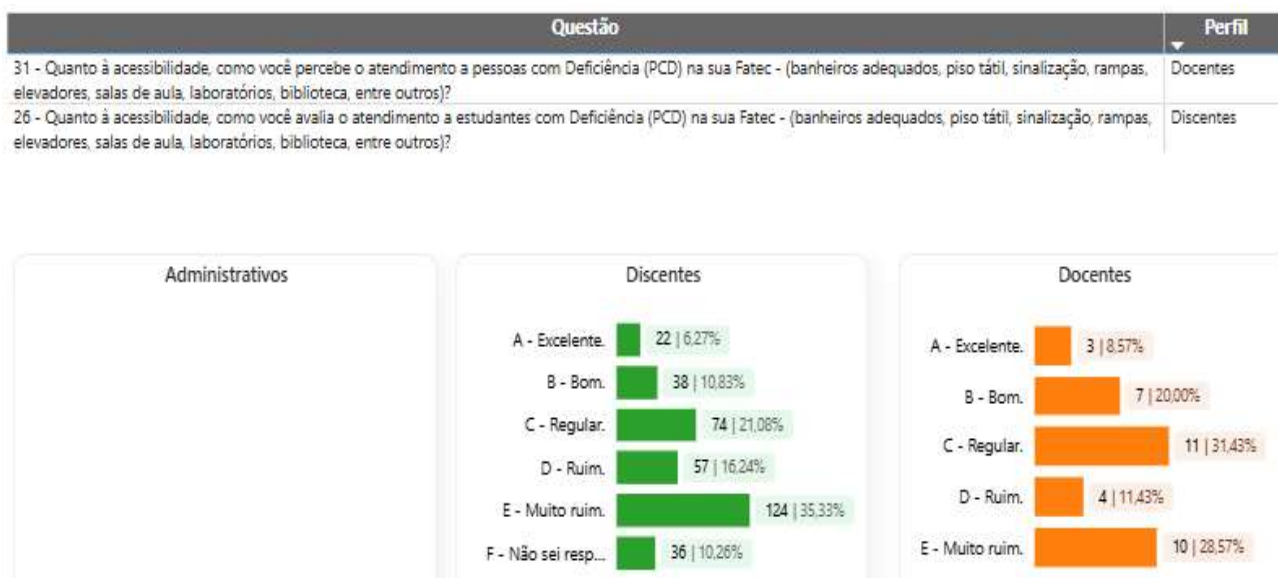 Questão
Perfil
31 - Quanto à acessibilidade, como você percebe o atendimento a pessoas com Deficiência (PCD) na sua Fatec - (banheiros adequados, piso tátil, sinalização, rampas,
elevadores, salas de aula, laboratórios, biblioteca, entre outros)?
Docentes
26 - Quanto à acessibilidade, como você avalia o atendimento a estudantes com Deficiência (PCD) na sua Fatec - (banheiros adequados, piso tátil, sinalização, rampas,
elevadores, salas de aula, laboratórios, biblioteca, entre outros)?
Discentes
Administrativos
Discentes
A - Excelente. 22 | 6,27%
B - Bom. 38 | 10,83%
C - Regular. 74 | 21,08%
D - Ruim. 57 | 16,24%
E - Muito ruim. 124 | 35,33%
F - Não sei resp... 36 | 10,26%
Docentes
A - Excelente. 3 | 8,57%
B - Bom. 7 | 20,00%
C - Regular. 11 | 31,43%
D - Ruim. 4 | 11,43%
E - Muito ruim. 10 | 28,57%